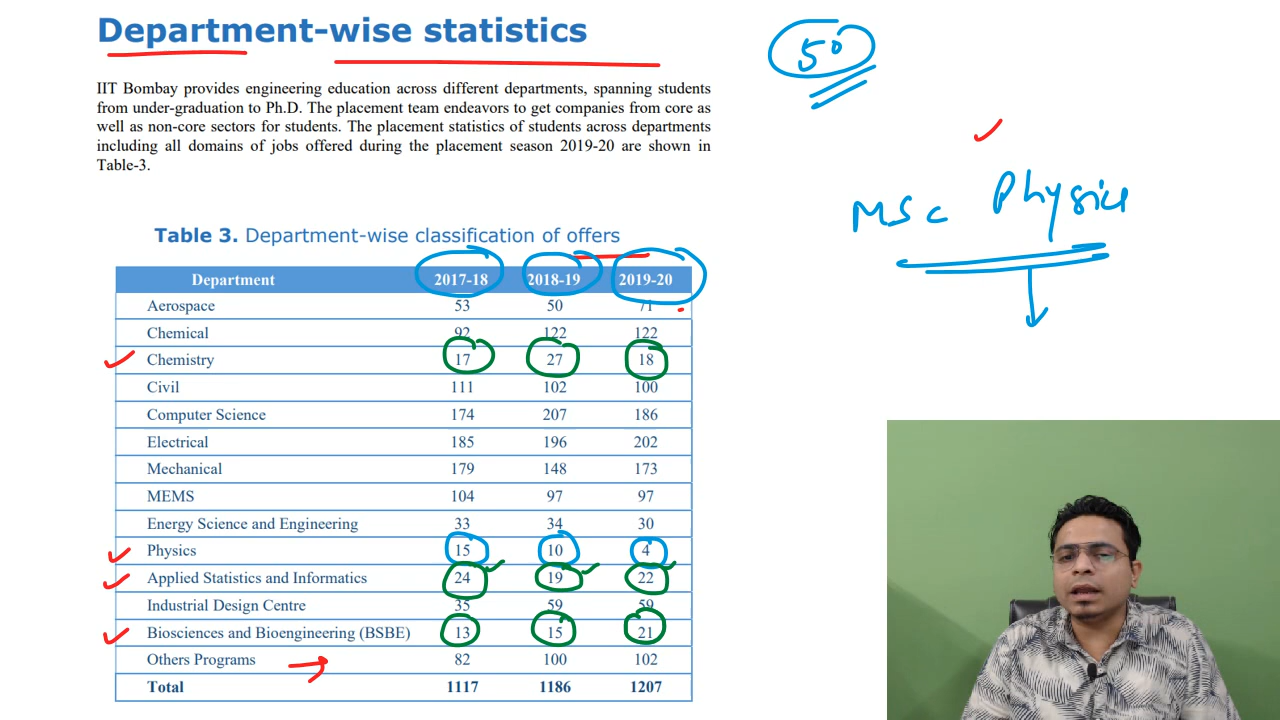 Department-wise statistics
50
IIT Bombay provides engineering education across different departments, spanning students
from under-graduation to Ph.D. The placement team endeavors to get companies from core as
well as non-core sectors for students. The placement statistics of students across departments
including all domains of jobs offered during the placement season 2019-20 are shown in
Table-3.
MSc Physics
Table 3. Department-wise classification of offers
Department 2017-18 2018-19 2019-20
Aerospace 53 50 71
Chemical 92 122 122
Chemistry 17 27 18
Civil 111 102 100
Computer Science 174 207 186
Electrical 185 196 202
Mechanical 179 148 173
MEMS 104 97 97
Energy Science and Engineering 33 34 30
Physics 15 10 4
Applied Statistics and Informatics 24 19 22
Industrial Design Centre 35 59 59
Biosciences and Bioengineering (BSBE) 13 15 21
Others Programs 82 100 102
Total 1117 1186 1207